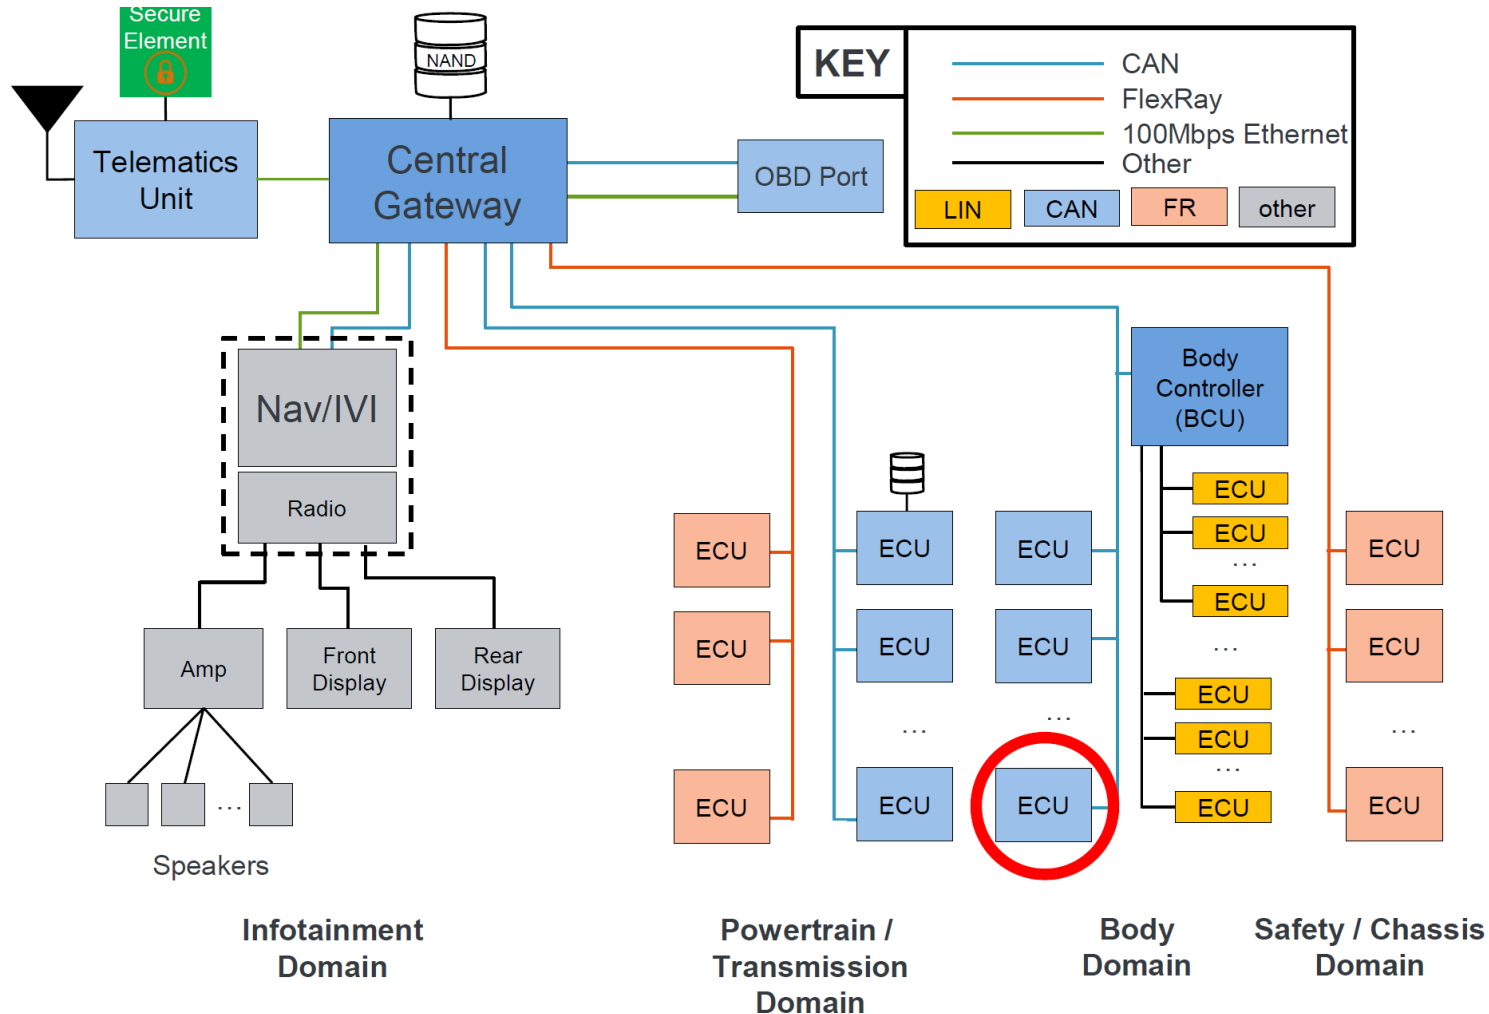 Secure
Element
NAND
KEY
CAN
FlexRay
100Mbps Ethernet
Other
LIN
CAN
FR
other
Telematics
Unit
Central
Gateway
OBD Port
Nav/IVI
Radio
Body
Controller
(BCU)
Amp
Front
Display
Rear
Display
...
Speakers
ECU
ECU
ECU
ECU
ECU
...
ECU
ECU
ECU
...
ECU
ECU
ECU
...
ECU
...
ECU
ECU
...
ECU
ECU
ECU
...
ECU
Infotainment
Domain
Powertrain /
Transmission
Domain
Body
Domain
Safety / Chassis
Domain